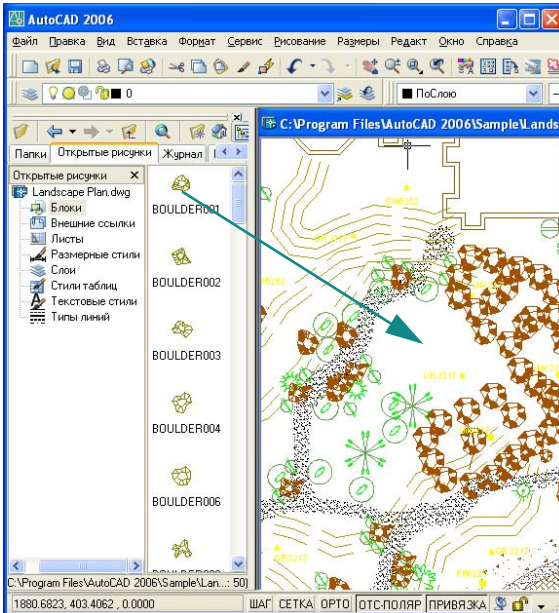 AutoCAD 2006
Файл Правка Вид Вставка Формат Сервис Рисование Размеры Редакт Окно Справка
0
ПоСлою
C:\Program Files\AutoCAD 2006\Sample\Lands
Папки Открытые рисунки Журнал
Открытые рисунки
Landscape Plan.dwg
Блоки
Внешние ссылки
Листы
Размерные стили
Слои
Стили таблиц
Текстовые стили
Типы линий
BOULDER001
BOULDER002
BOULDER003
BOULDER004
BOULDER006
GR 3217
C:\Program Files\AutoCAD 2006\Sample\Lan...: 50)
1880.6823, 403.4062 , 0.0000
ШАГ СЕТКА ОРТО ОТС-ПОЛЯР ПРИВЯЗКА